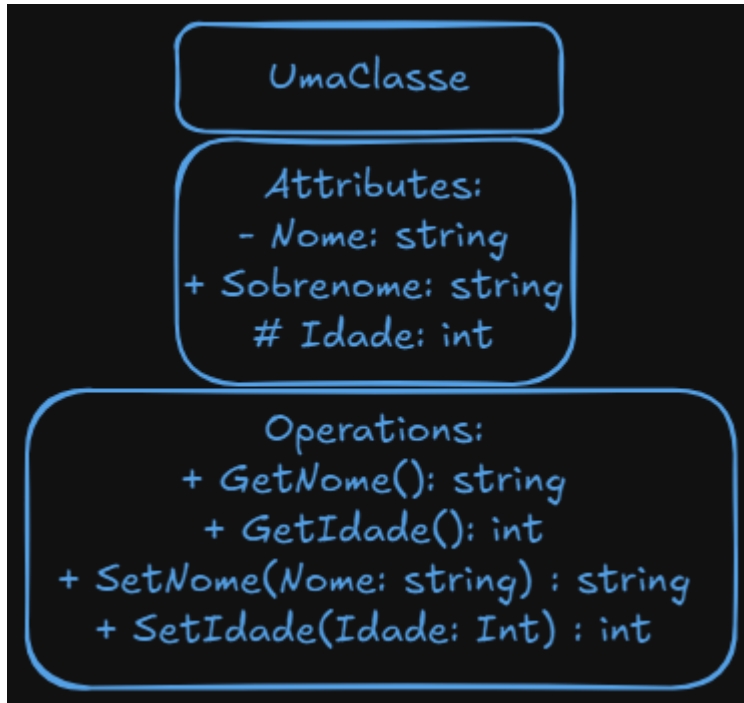 UmaClasse
Attributes:
- Nome: string
+ Sobrenome: string
# Idade: int
Operations:
+ GetNome(): string
+ GetIdade(): int
+ SetNome(Nome: string) : string
+ SetIdade(Idade: Int) : int